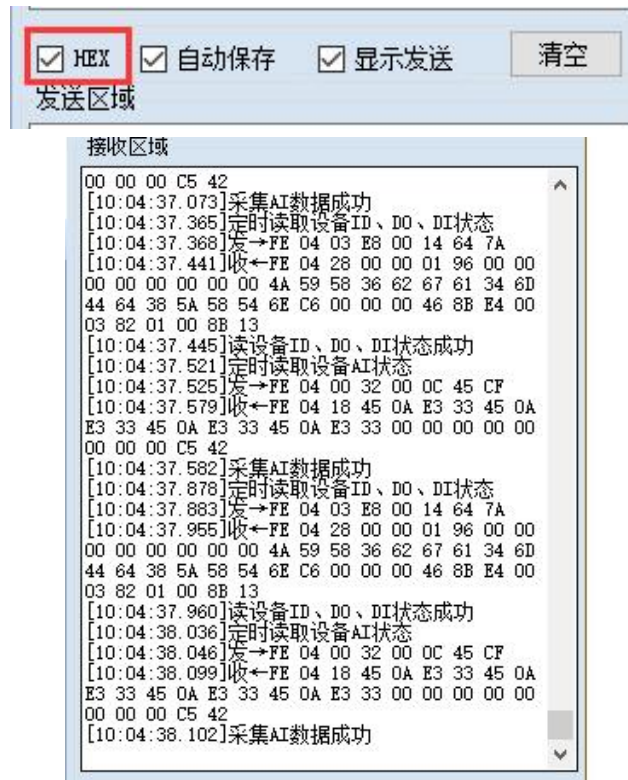 HEX 自动保存 显示发送 清空
发送区域
接收区域
00 00 00 C5 42
[10:04:37.073]采集AI数据成功
[10:04:37.365]定时读取设备ID、DO、DI状态
[10:04:37.368]发→FE 04 03 E8 00 14 64 7A
[10:04:37.441]收←FE 04 28 00 00 01 96 00 00
00 00 00 00 00 00 4A 59 58 36 62 67 61 34 6D
44 64 38 5A 58 54 6E C6 00 00 00 46 8B E4 00
03 82 01 00 8B 13
[10:04:37.445]读设备ID、DO、DI状态成功
[10:04:37.521]定时读取设备AI状态
[10:04:37.525]发→FE 04 00 32 00 0C 45 CF
[10:04:37.579]收←FE 04 18 45 0A E3 33 45 0A
E3 33 45 0A E3 33 45 0A E3 33 00 00 00 00 00
00 00 00 C5 42
[10:04:37.582]采集AI数据成功
[10:04:37.878]定时读取设备ID、DO、DI状态
[10:04:37.883]发→FE 04 03 E8 00 14 64 7A
[10:04:37.955]收←FE 04 28 00 00 01 96 00 00
00 00 00 00 00 00 4A 59 58 36 62 67 61 34 6D
44 64 38 5A 58 54 6E C6 00 00 00 46 8B E4 00
03 82 01 00 8B 13
[10:04:37.960]读设备ID、DO、DI状态成功
[10:04:38.036]定时读取设备AI状态
[10:04:38.046]发→FE 04 00 32 00 0C 45 CF
[10:04:38.099]收←FE 04 18 45 0A E3 33 45 0A
E3 33 45 0A E3 33 45 0A E3 33 00 00 00 00 00
00 00 00 C5 42
[10:04:38.102]采集AI数据成功